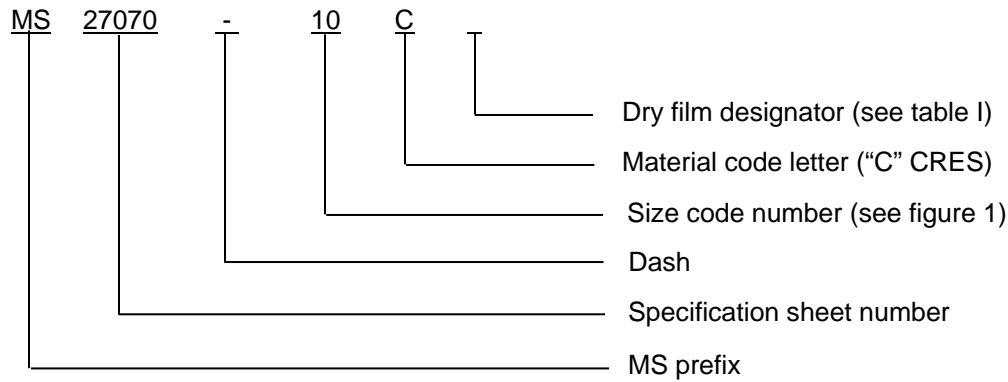 MS 27070 - 10 C
Dry film designator (see table I)
Material code letter (“C” CRES)
Size code number (see figure 1)
Dash
Specification sheet number
MS prefix